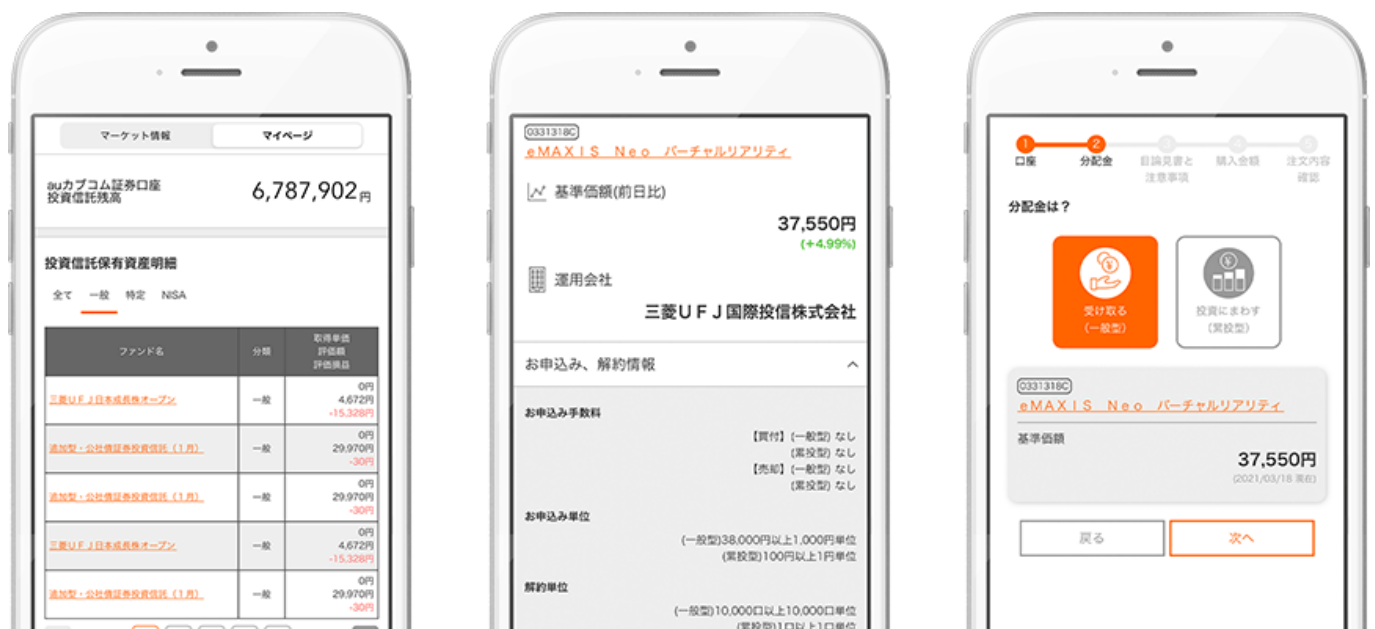 マーケット情報
マイページ
auカブコム証券口座
投資信託残高
6,787,902円
投資信託保有資産明細
全て 一般 特定 NISA
ファンド名
分類
取得単価
評価額
評価損益
三菱UFJ日本成長株オープン
一般
0円
4,672円
-15,328円
追加型・公社債証券投資信託（1月）
一般
0円
29,970円
-30円
追加型・公社債証券投資信託（1月）
一般
0円
29,970円
-30円
三菱UFJ日本成長株オープン
一般
0円
4,672円
-15,328円
追加型・公社債証券投資信託（1月）
一般
0円
29,970円
-30円
0331318C
eMAXIS Neo バーチャルリアリティ
基準価額(前日比)
37,550円
(+4.99%)
運用会社
三菱ＵＦＪ国際投信株式会社
お申込み、解約情報
お申込み手数料
【買付】(一般型) なし
(累投型) なし
【売却】(一般型) なし
(累投型) なし
お申込み単位
(一般型)38,000円以上1,000円単位
(累投型)100円以上1円単位
解約単位
(一般型)10,000口以上10,000口単位
(累投型)1口以上1口単位
1 2 3 4 5
口座
分配金
目論見書と
注意事項
購入金額
注文内容
確認
分配金は？
受け取る
(一般型)
投資にまわす
(累投型)
0331318C
eMAXIS Neo バーチャルリアリティ
基準価額
37,550円
(2021/03/18 現在)
戻る
次へ